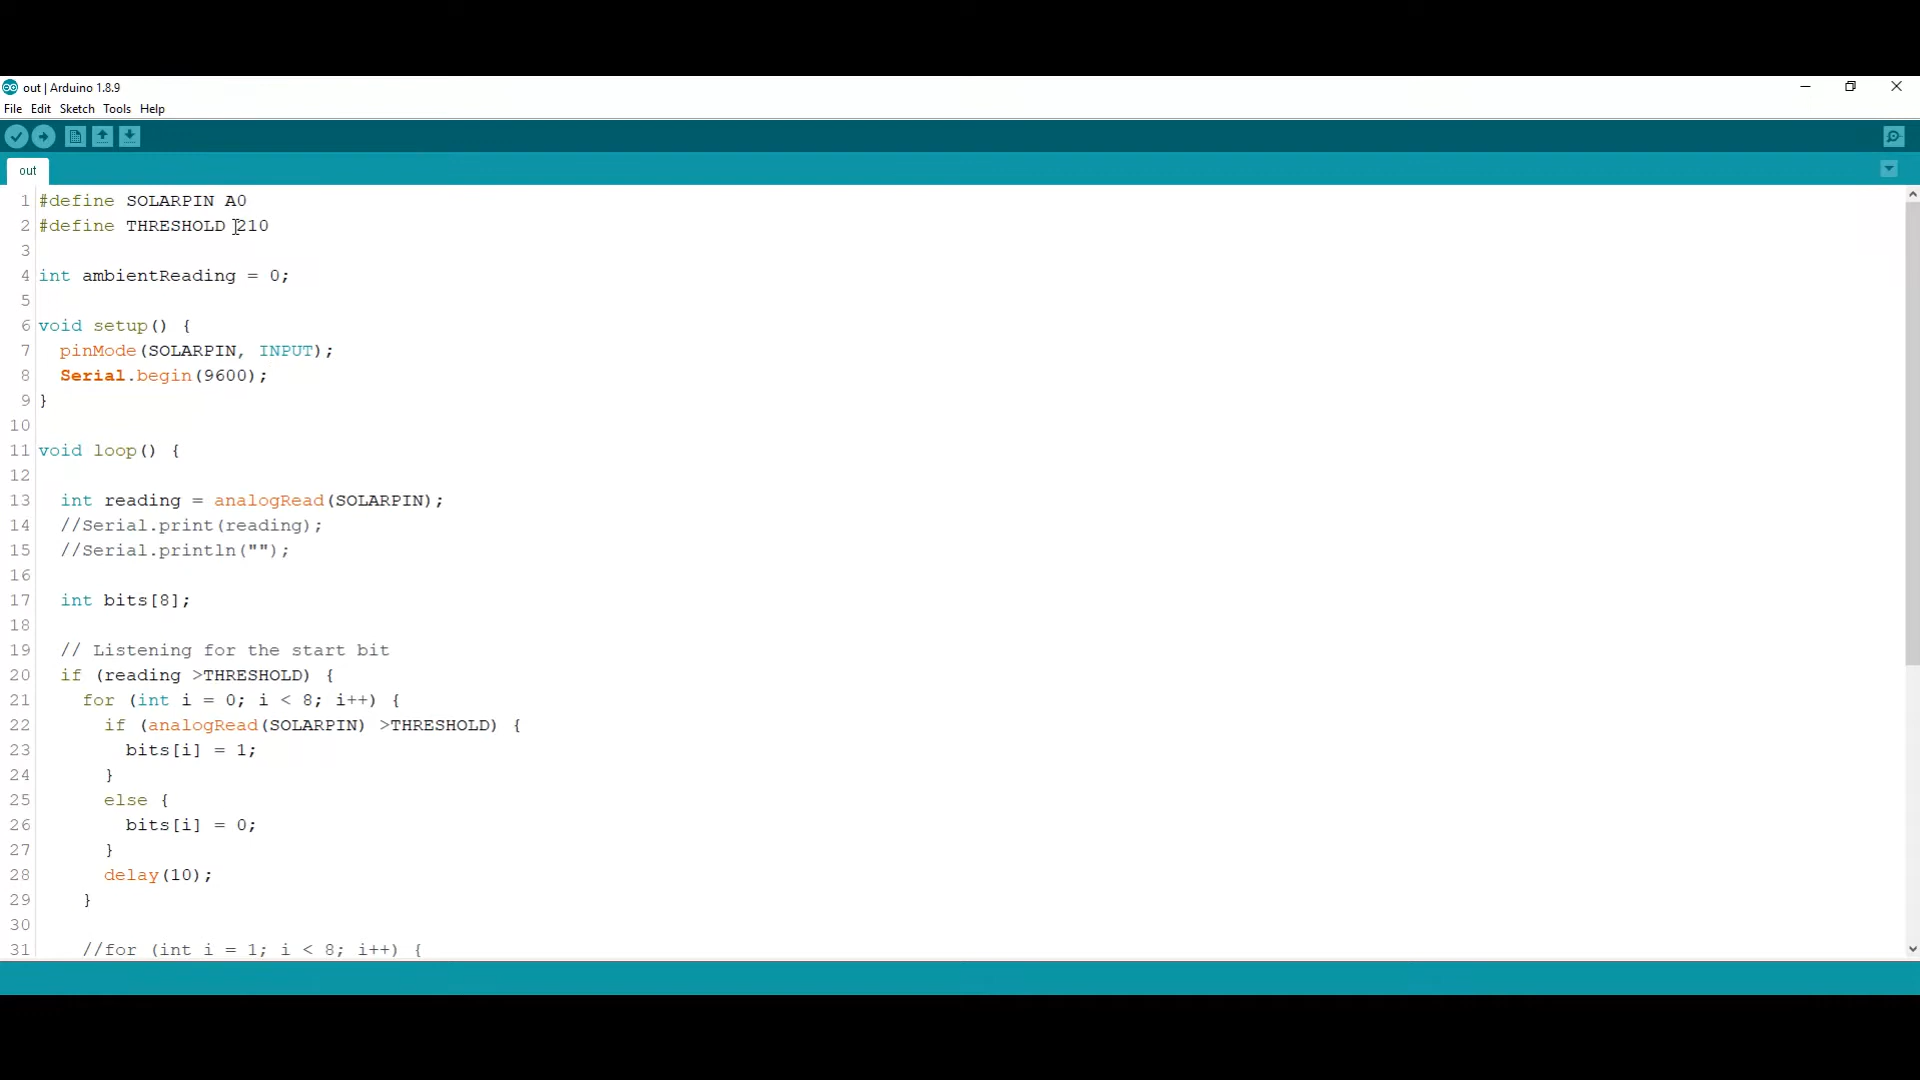 out | Arduino 1.8.9
File Edit Sketch Tools Help
out
1 #define SOLARPIN A0
2 #define THRESHOLD 210
3
4 int ambientReading = 0;
5
6 void setup() {
7   pinMode(SOLARPIN, INPUT);
8   Serial.begin(9600);
9 }
10
11 void loop() {
12
13   int reading = analogRead(SOLARPIN);
14   //Serial.print(reading);
15   //Serial.println("");
16
17   int bits[8];
18
19   // Listening for the start bit
20   if (reading >THRESHOLD) {
21     for (int i = 0; i < 8; i++) {
22       if (analogRead(SOLARPIN) >THRESHOLD) {
23         bits[i] = 1;
24       }
25       else {
26         bits[i] = 0;
27       }
28       delay(10);
29     }
30
31     //for (int i = 1; i < 8; i++) {